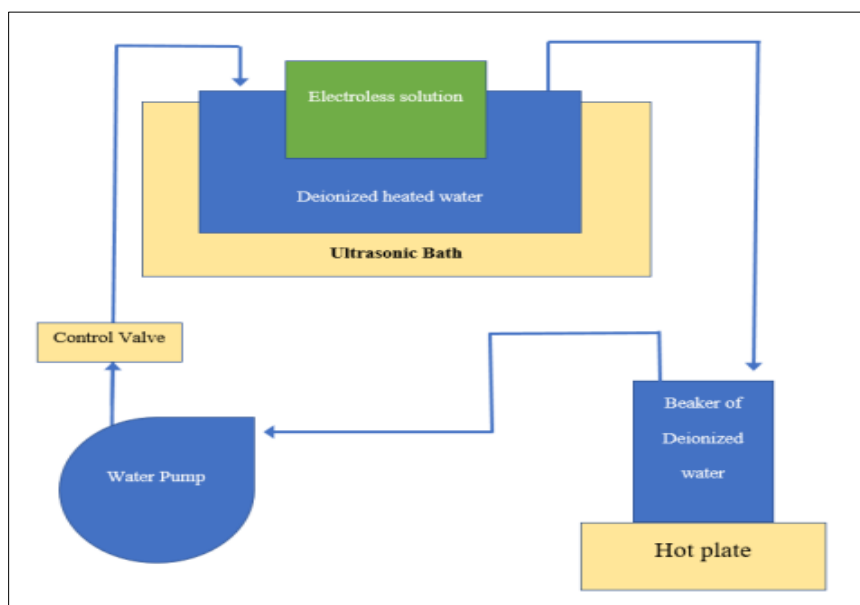 Electroless solution
Deionized heated water
Ultrasonic Bath
Control Valve
Water Pump
Beaker of
Deionized
water
Hot plate